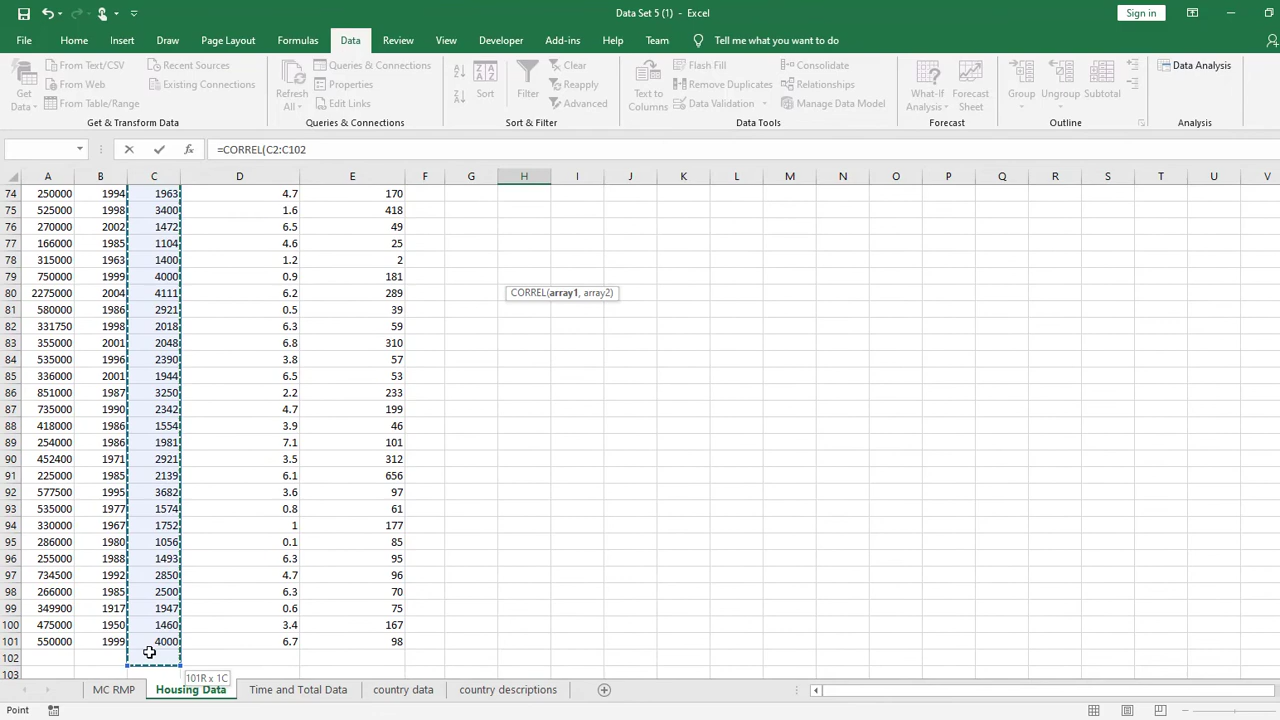 Data Set 5 (1) - Excel
Sign in
File Home Insert Draw Page Layout Formulas Data Review View Developer Add-ins Help Team Tell me what you want to do
Get Data
From Text/CSV
From Web
From Table/Range
Recent Sources
Existing Connections
Get & Transform Data
Refresh All
Queries & Connections
Properties
Edit Links
Queries & Connections
Sort
Filter
Clear
Reapply
Advanced
Sort & Filter
Text to Columns
Flash Fill
Remove Duplicates
Data Validation
Consolidate
Relationships
Manage Data Model
Data Tools
What-If Analysis
Forecast Sheet
Forecast
Group
Ungroup
Subtotal
Outline
Data Analysis
Analysis
fx =CORREL(C2:C102
A B C D E F G H I J K L M N O P Q R S T U V
74 250000 1994 1963 4.7 170
75 525000 1998 3400 1.6 418
76 270000 2002 1472 6.5 49
77 166000 1985 1104 4.6 25
78 315000 1963 1400 1.2 2
79 750000 1999 4000 0.9 181
80 2275000 2004 4111 6.2 289
CORREL(array1, array2)
81 580000 1986 2921 0.5 39
82 331750 1998 2018 6.3 59
83 355000 2001 2048 6.8 310
84 535000 1996 2390 3.8 57
85 336000 2001 1944 6.5 53
86 851000 1987 3250 2.2 233
87 735000 1990 2342 4.7 199
88 418000 1986 1554 3.9 46
89 254000 1986 1981 7.1 101
90 452400 1971 2921 3.5 312
91 225000 1985 2139 6.1 656
92 577500 1995 3682 3.6 97
93 535000 1977 1574 0.8 61
94 330000 1967 1752 1 177
95 286000 1980 1056 0.1 85
96 255000 1988 1493 6.3 95
97 734500 1992 2850 4.7 96
98 266000 1985 2500 6.3 70
99 349900 1917 1947 0.6 75
100 475000 1950 1460 3.4 167
101 550000 1999 4000 6.7 98
102
103
101R x 1C
MC RMP Housing Data Time and Total Data country data country descriptions
Point